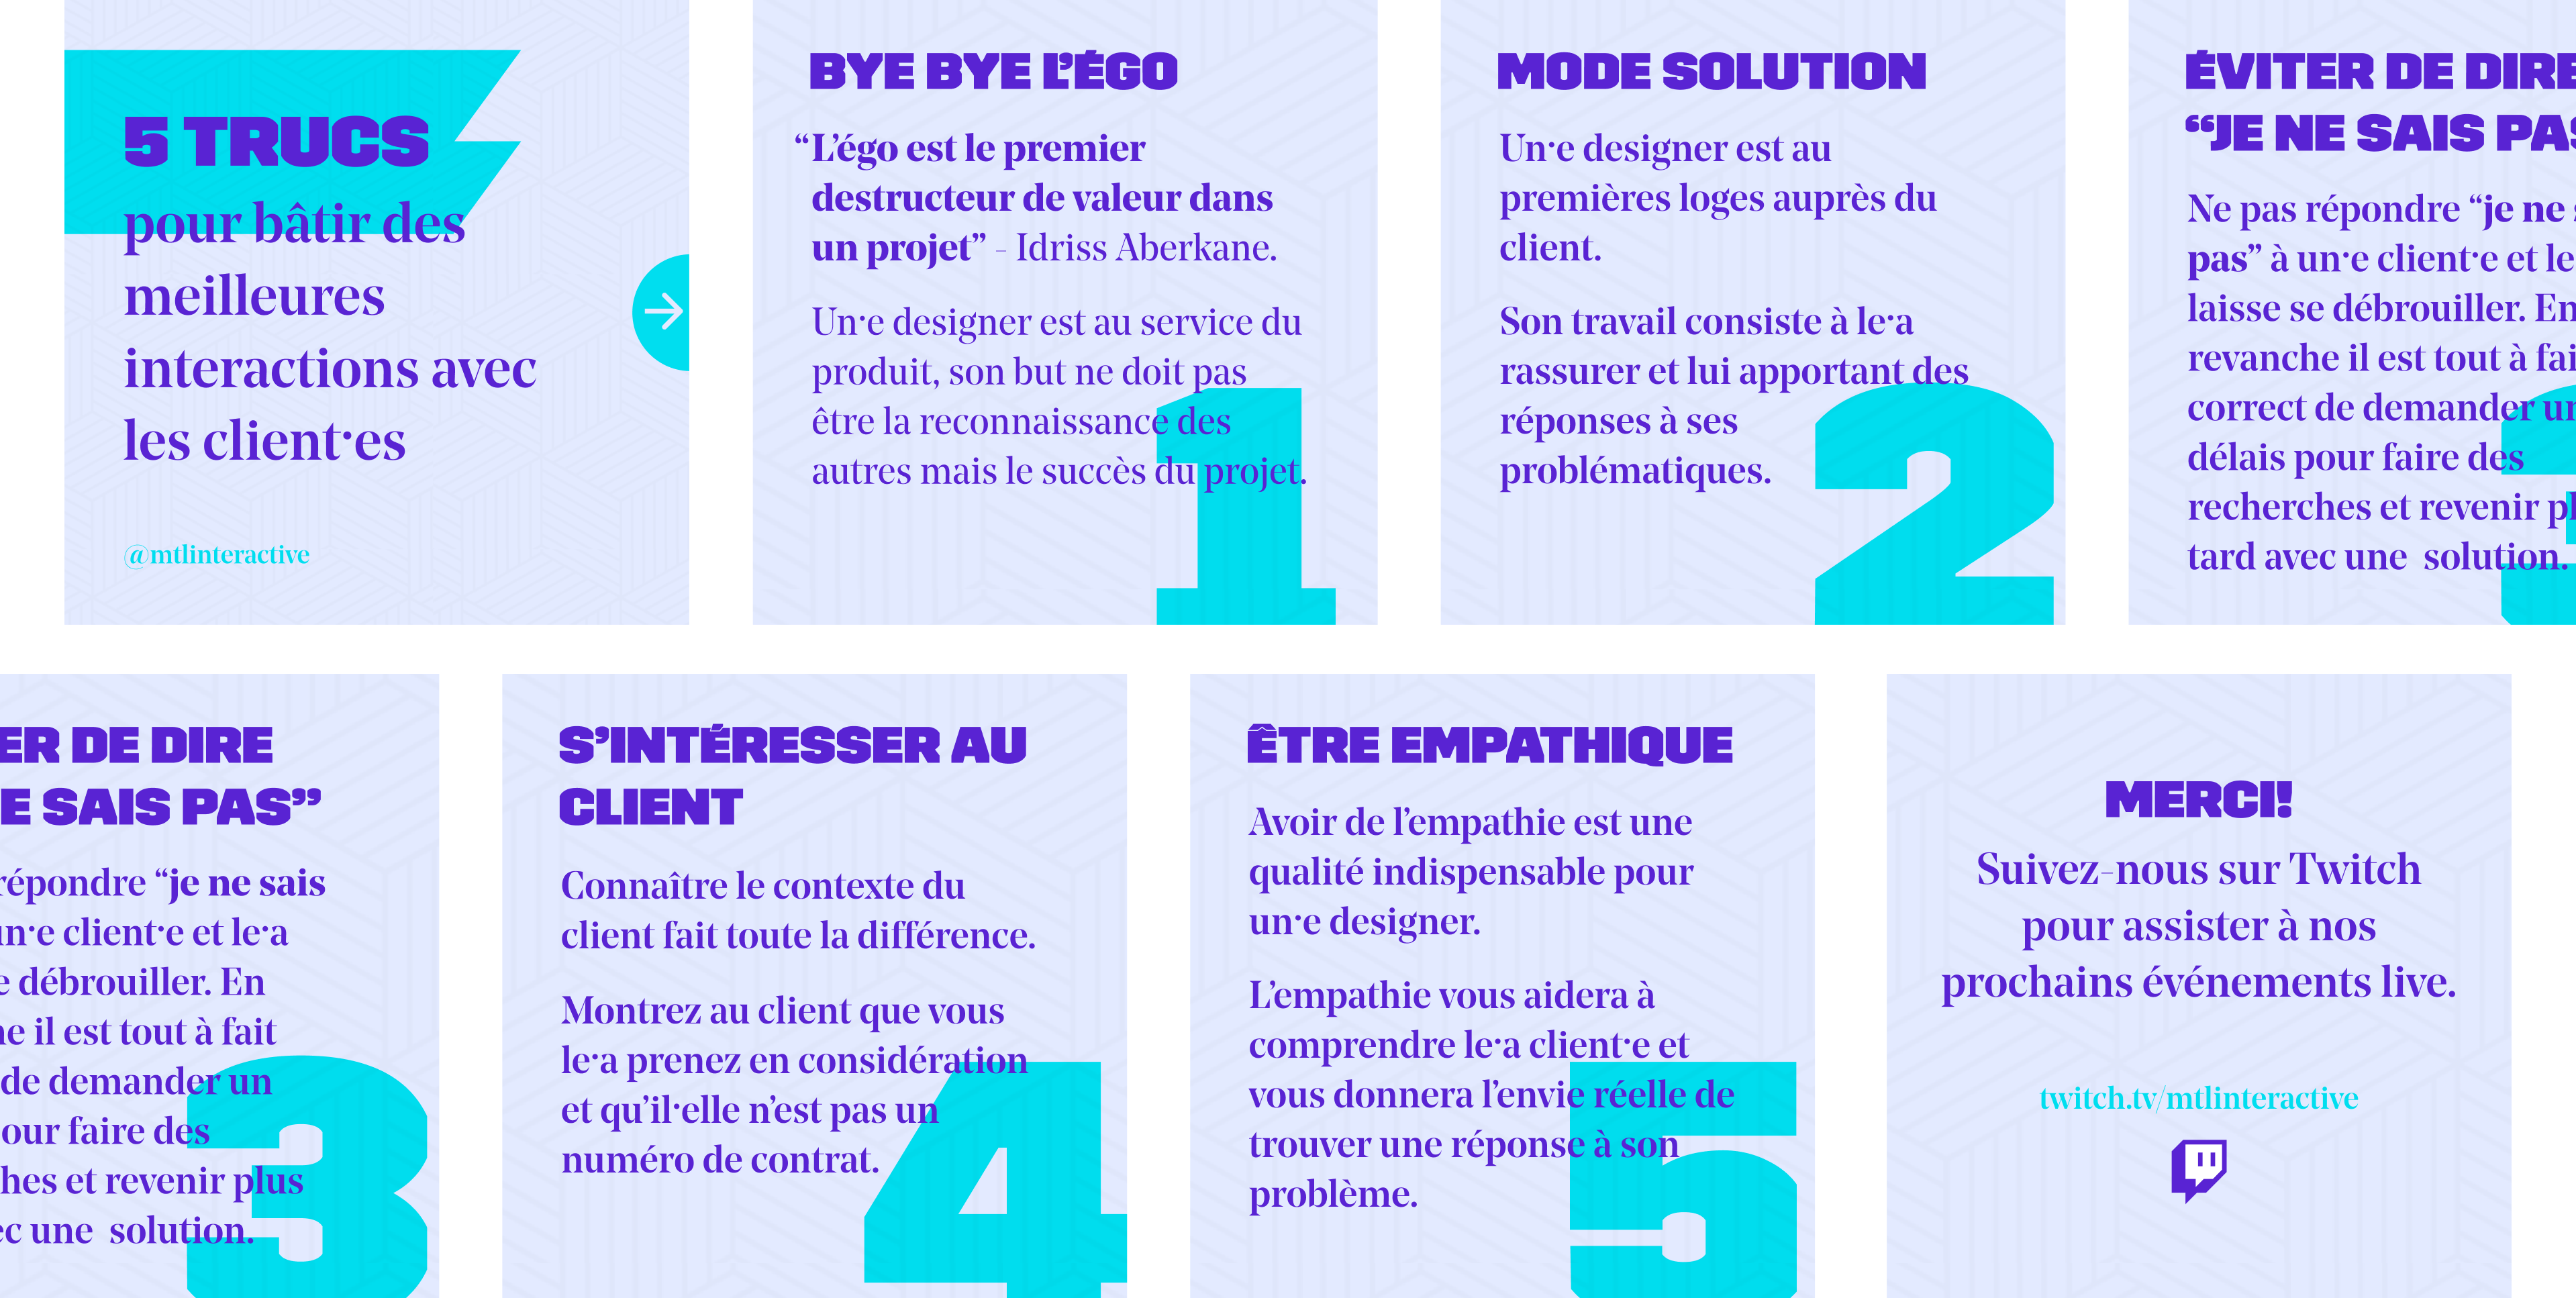 5 TRUCS
pour bâtir des
meilleures
interactions avec
les client·es
@mtlinteractive
BYE BYE L’ÉGO
“L’égo est le premier
destructeur de valeur dans
un projet” - Idriss Aberkane.
Un·e designer est au service du
produit, son but ne doit pas
être la reconnaissance des
autres mais le succès du projet.
1
MODE SOLUTION
Un·e designer est au
premières loges auprès du
client.
Son travail consiste à le·a
rassurer et lui apportant des
réponses à ses
problématiques.
2
ÉVITER DE DIRE
“JE NE SAIS PAS
Ne pas répondre “je ne
pas” à un·e client·e et le
laisse se débrouiller. En
revanche il est tout à fai
correct de demander un
délais pour faire des
recherches et revenir pl
tard avec une  solution.
3
ER DE DIRE
E SAIS PAS”
répondre “je ne sais
un·e client·e et le·a
e débrouiller. En
ne il est tout à fait
de demander un
our faire des
ches et revenir plus
ec une  solution.
3
S’INTÉRESSER AU
CLIENT
Connaître le contexte du
client fait toute la différence.
Montrez au client que vous
le·a prenez en considération
et qu’il·elle n’est pas un
numéro de contrat.
4
ÊTRE EMPATHIQUE
Avoir de l’empathie est une
qualité indispensable pour
un·e designer.
L’empathie vous aidera à
comprendre le·a client·e et
vous donnera l’envie réelle de
trouver une réponse à son
problème.
5
MERCI!
Suivez-nous sur Twitch
pour assister à nos
prochains événements live.
twitch.tv/mtlinteractive